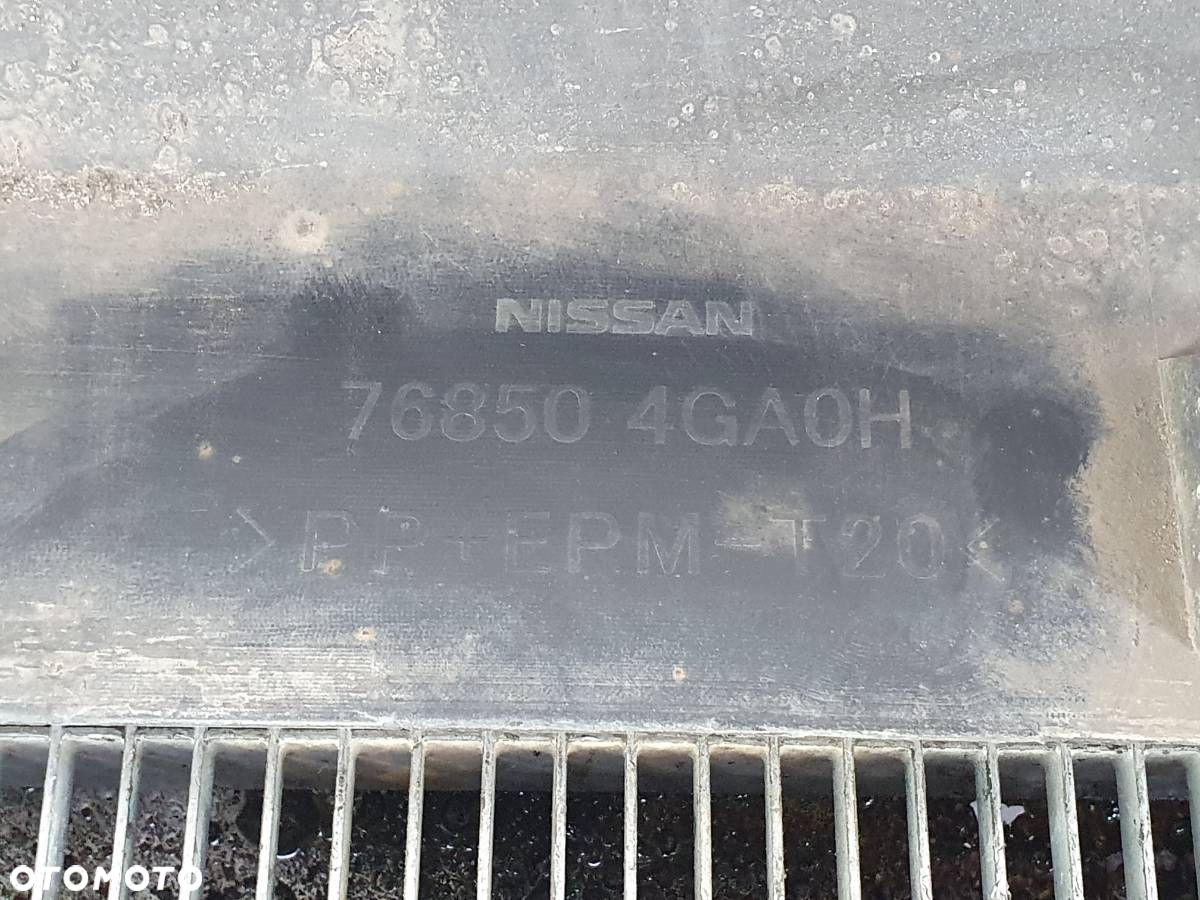 NISSAN
76850 4GA0H
>PP+EPM-T20<
OTOMOTO